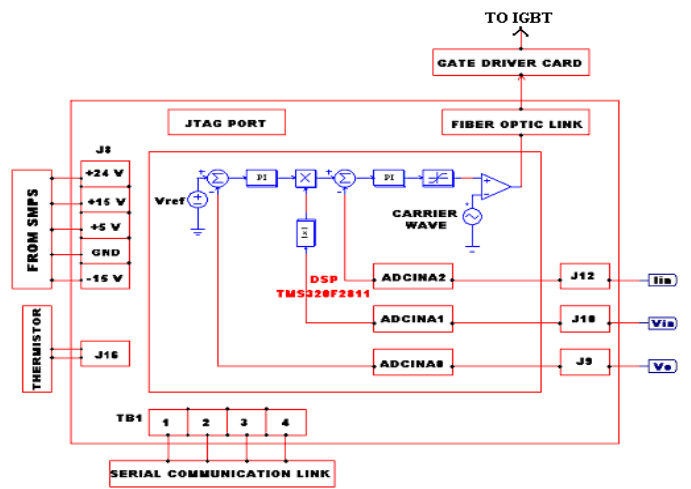 TO IGBT
GATE DRIVER CARD
JTAG PORT
FIBER OPTIC LINK
J8
FROM SMPS
+24 V
+15 V
+5 V
GND
-15 V
Vref
PI
X
PI
|x|
CARRIER
WAVE
DSP
TMS320F2811
ADCINA2
J12
Iin
ADCINA1
J10
Vin
ADCINA0
J9
Vo
THERMISTOR
J16
TB1
1
2
3
4
SERIAL COMMUNICATION LINK